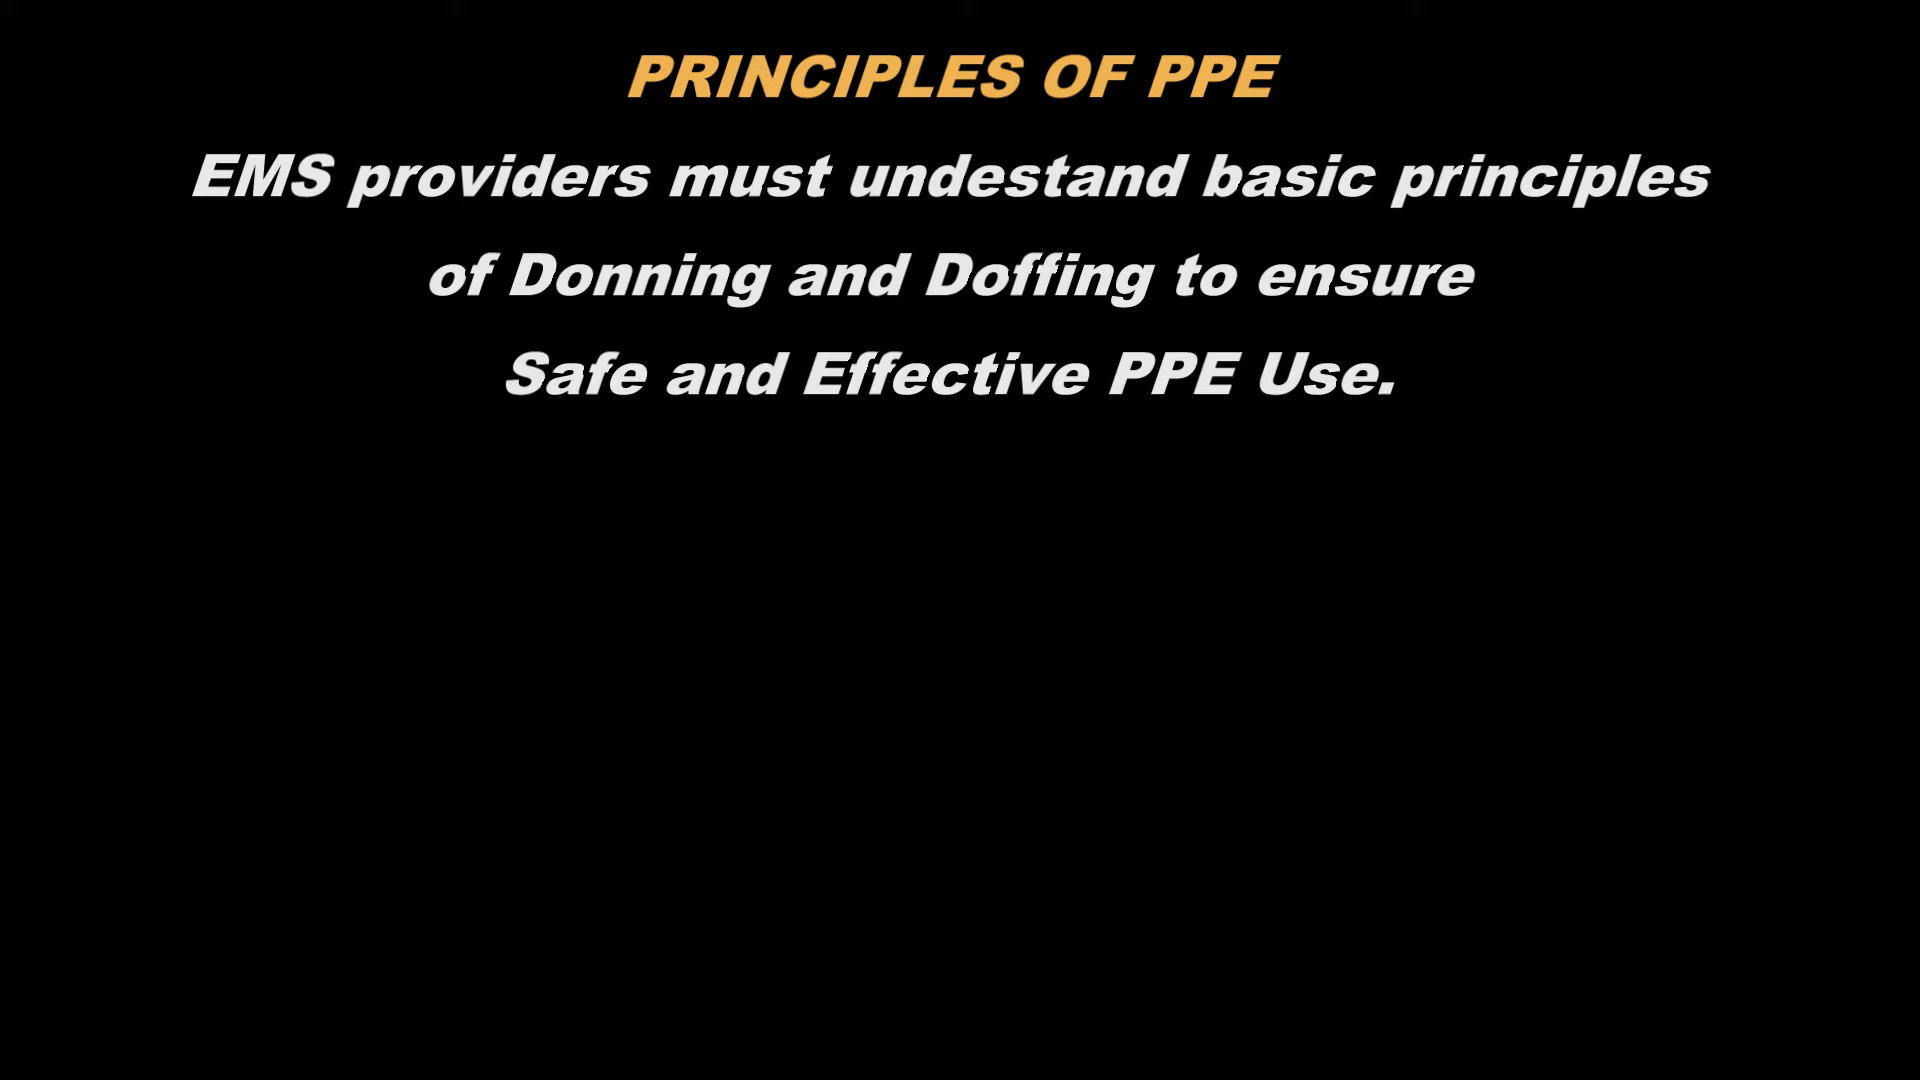 PRINCIPLES OF PPE
EMS providers must undestand basic principles
of Donning and Doffing to ensure
Safe and Effective PPE Use.